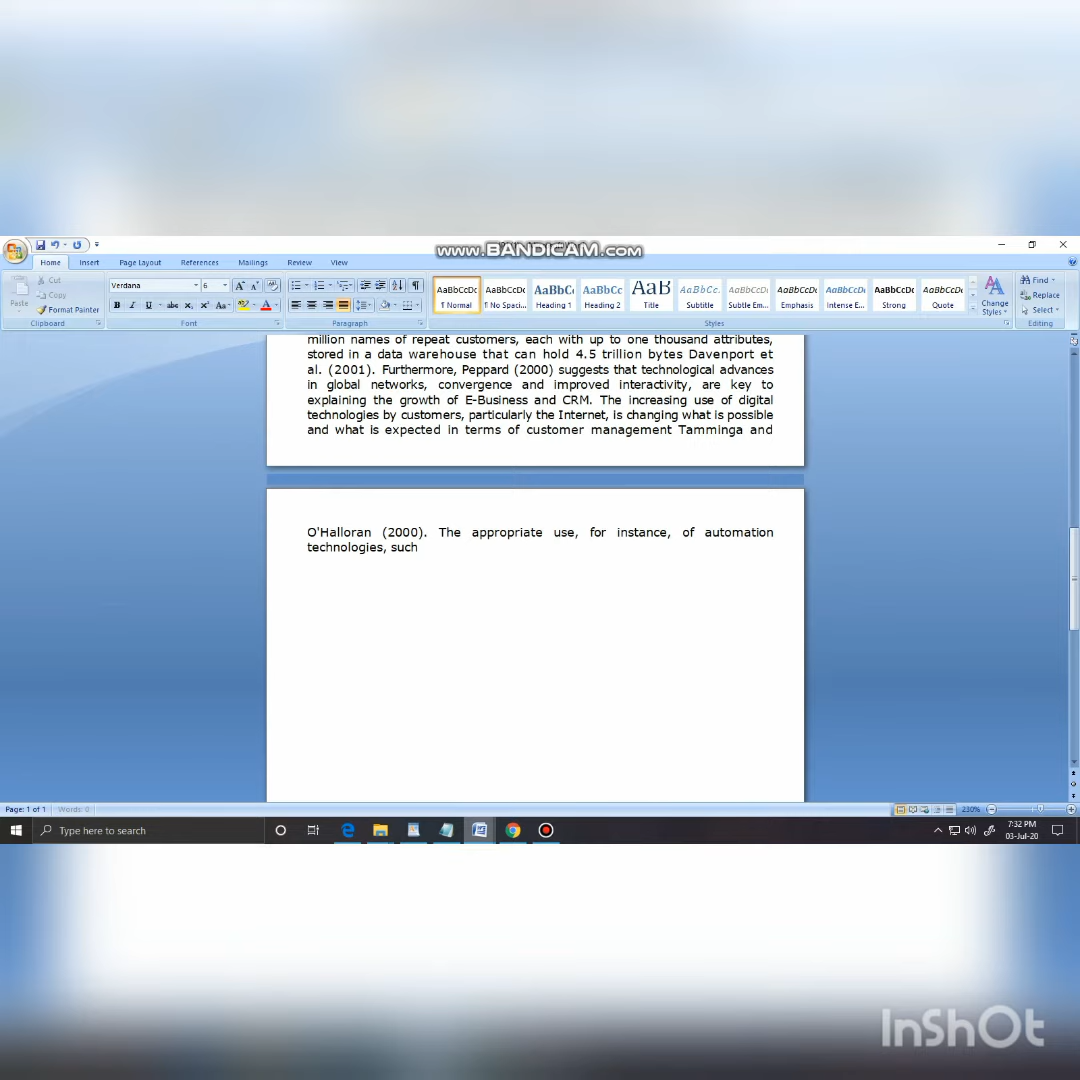 www.BANDICAM.com
Home Insert Page Layout References Mailings Review View
Cut
Copy
Paste
Format Painter
Clipboard
Verdana 6
Font
Paragraph
AaBbCcDc AaBbCcDc AaBbC AaBbCc AaB AaBbCc. AaBbCcDc AaBbCcDc AaBbCcDc AaBbCcDc AaBbCcDc
¶ Normal ¶ No Spaci... Heading 1 Heading 2 Title Subtitle Subtle Em... Emphasis Intense E... Strong Quote
Styles
Change Styles
Find
Replace
Select
Editing
million names of repeat customers, each with up to one thousand attributes,
stored in a data warehouse that can hold 4.5 trillion bytes Davenport et
al. (2001). Furthermore, Peppard (2000) suggests that technological advances
in global networks, convergence and improved interactivity, are key to
explaining the growth of E-Business and CRM. The increasing use of digital
technologies by customers, particularly the Internet, is changing what is possible
and what is expected in terms of customer management Tamminga and
O'Halloran (2000). The appropriate use, for instance, of automation
technologies, such
Page: 1 of 1 Words: 0
230%
Type here to search
7:32 PM
03-Jul-20
InShOt